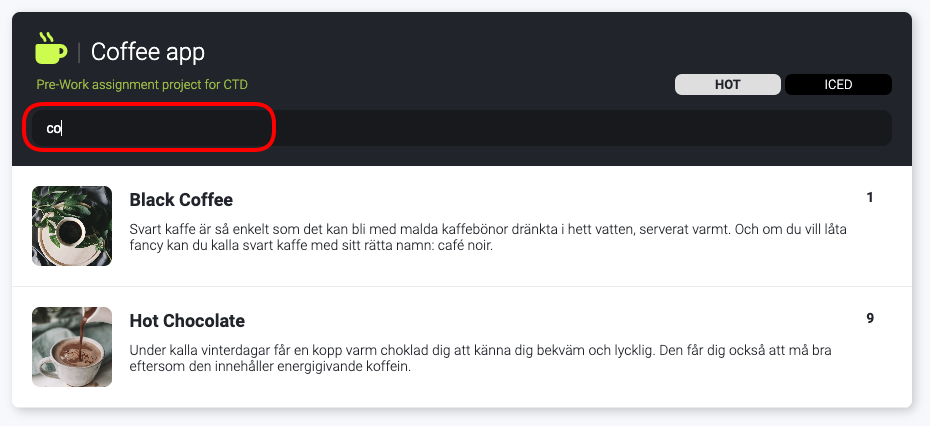 Coffee app
Pre-Work assignment project for CTD
HOT
ICED
co
Black Coffee
1
Svart kaffe är så enkelt som det kan bli med malda kaffebönor dränkta i hett vatten, serverat varmt. Och om du vill låta
fancy kan du kalla svart kaffe med sitt rätta namn: café noir.
Hot Chocolate
9
Under kalla vinterdagar får en kopp varm choklad dig att känna dig bekväm och lycklig. Den får dig också att må bra
eftersom den innehåller energigivande koffein.